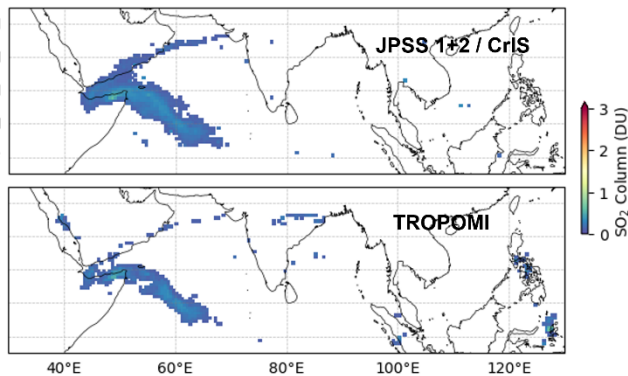 JPSS 1+2 / CrIS
TROPOMI
3
2
1
0
SO₂ Column (DU)
40°E
60°E
80°E
100°E
120°E